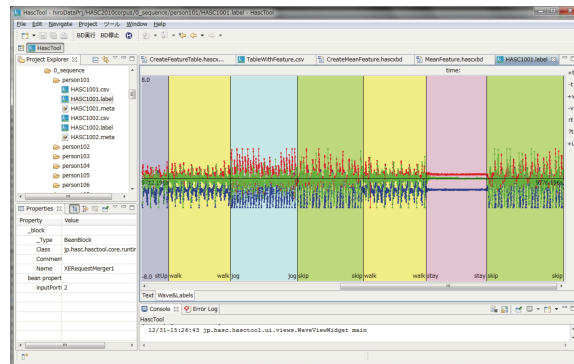 HascTool - hiroDataPrj/HASC2010corpus/0_sequence/person101/HASC1001.label - HascTool
File Edit Navigate Project ツール Window Help
BD実行 BD停止
HascTool
Project Explorer
0_sequence
person101
HASC1001.csv
HASC1001.label
HASC1001.meta
HASC1002.csv
HASC1002.label
HASC1002.meta
person102
person103
person104
person105
person106
Properties
Property Value
_block
_Type BeanBlock
Class jp.hasc.hasctool.core.runtir
Comment
Name XERequestMerger1
bean propert
inputPort: 2
CreateFeatureTable.hascx... TableWithFeature.csv CreateMeanFeature.hascxbd MeanFeature.hascxbd HASC1001.label
time:
8.0
-8.0 stUp walk walk jog jog skip skip walk walk stay stay skip skip
+t
-t
+v
-v
rt
Text Wave&Labels
Console Error Log
HascTool
12/31-15:26:43 jp.hasc.hasctool.ui.views.WaveViewWidget main